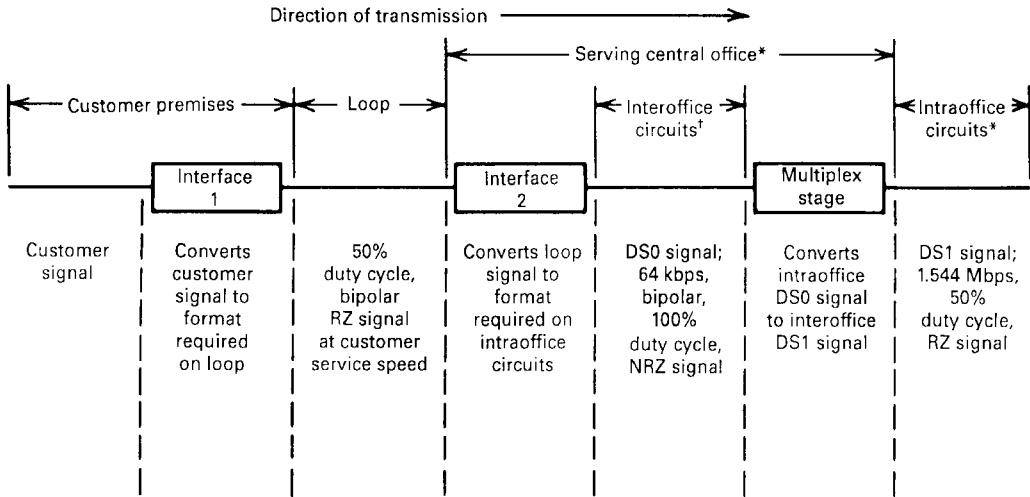 Direction of transmission
Serving central office*
Customer premises
Loop
Interoffice
circuits†
Intraoffice
circuits*
Interface
1
Interface
2
Multiplex
stage
Customer
signal
Converts
customer
signal to
format
required
on loop
50%
duty cycle,
bipolar
RZ signal
at customer
service speed
Converts loop
signal to
format
required on
intraoffice
circuits
DS0 signal;
64 kbps,
bipolar,
100%
duty cycle,
NRZ signal
Converts
intraoffice
DS0 signal
to interoffice
DS1 signal
DS1 signal;
1.544 Mbps,
50%
duty cycle,
RZ signal